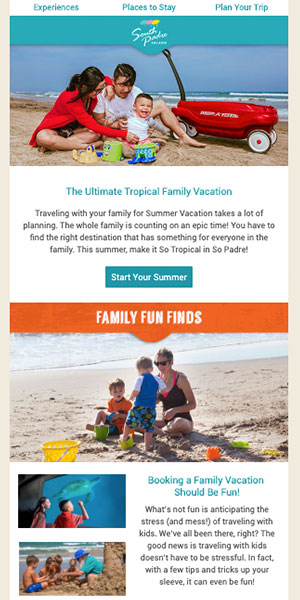 Experiences Places to Stay Plan Your Trip
South
Padre
ISLAND
The Ultimate Tropical Family Vacation
Traveling with your family for Summer Vacation takes a lot of
planning. The whole family is counting on an epic time! You have to
find the right destination that has something for everyone in the
family. This summer, make it So Tropical in So Padre!
Start Your Summer
FAMILY FUN FINDS
Booking a Family Vacation
Should Be Fun!
What's not fun is anticipating the
stress (and mess!) of traveling with
kids. We've all been there, right? The
good news is traveling with kids
doesn't have to be stressful. In fact,
with a few tips and tricks up your
sleeve, it can even be fun!